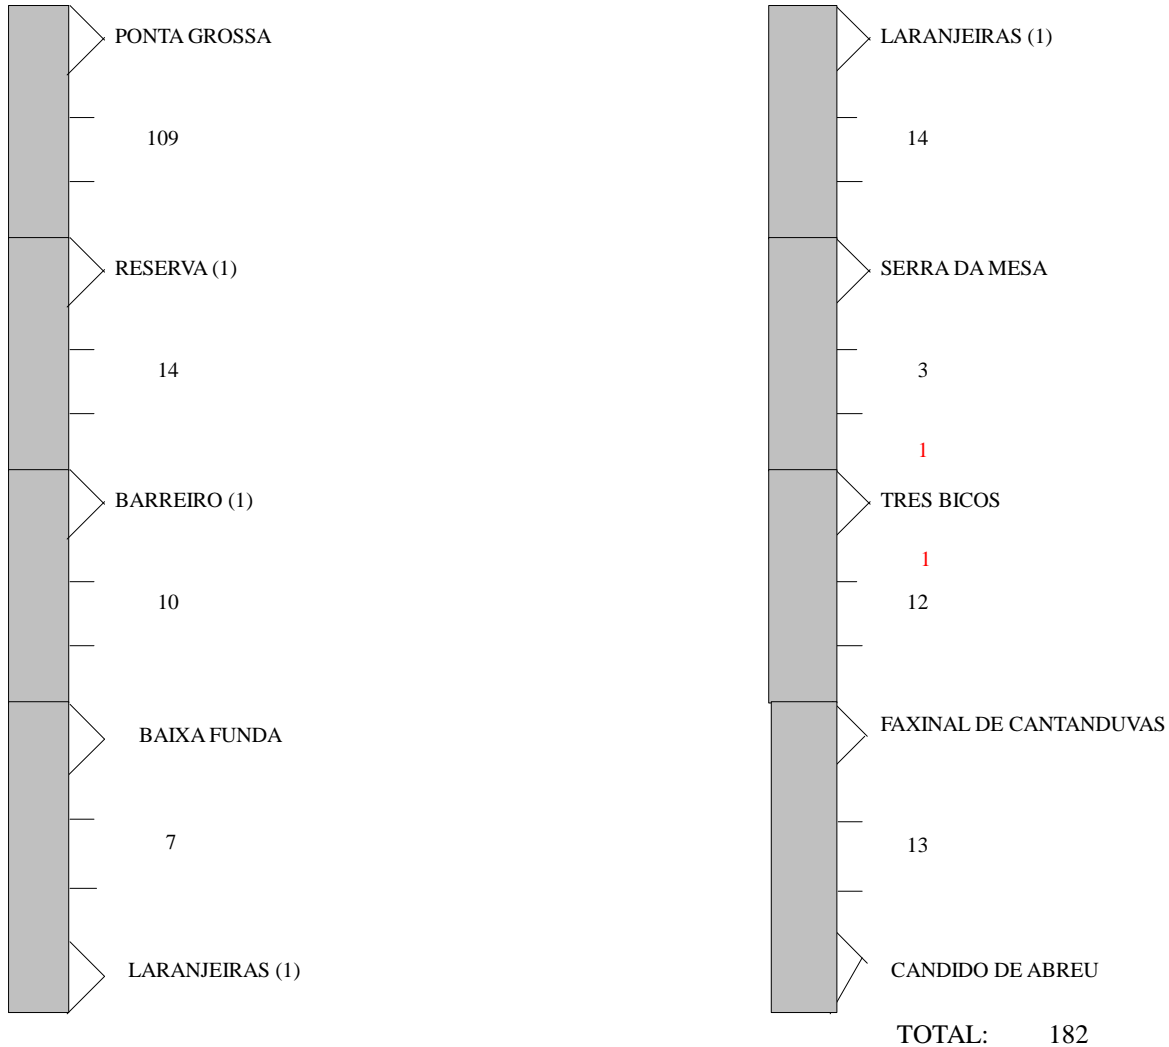 PONTA GROSSA
109
RESERVA (1)
14
BARREIRO (1)
10
BAIXA FUNDA
7
LARANJEIRAS (1)
LARANJEIRAS (1)
14
SERRA DA MESA
3
1
TRES BICOS
1
12
FAXINAL DE CANTANDUVAS
13
CANDIDO DE ABREU
TOTAL: 182